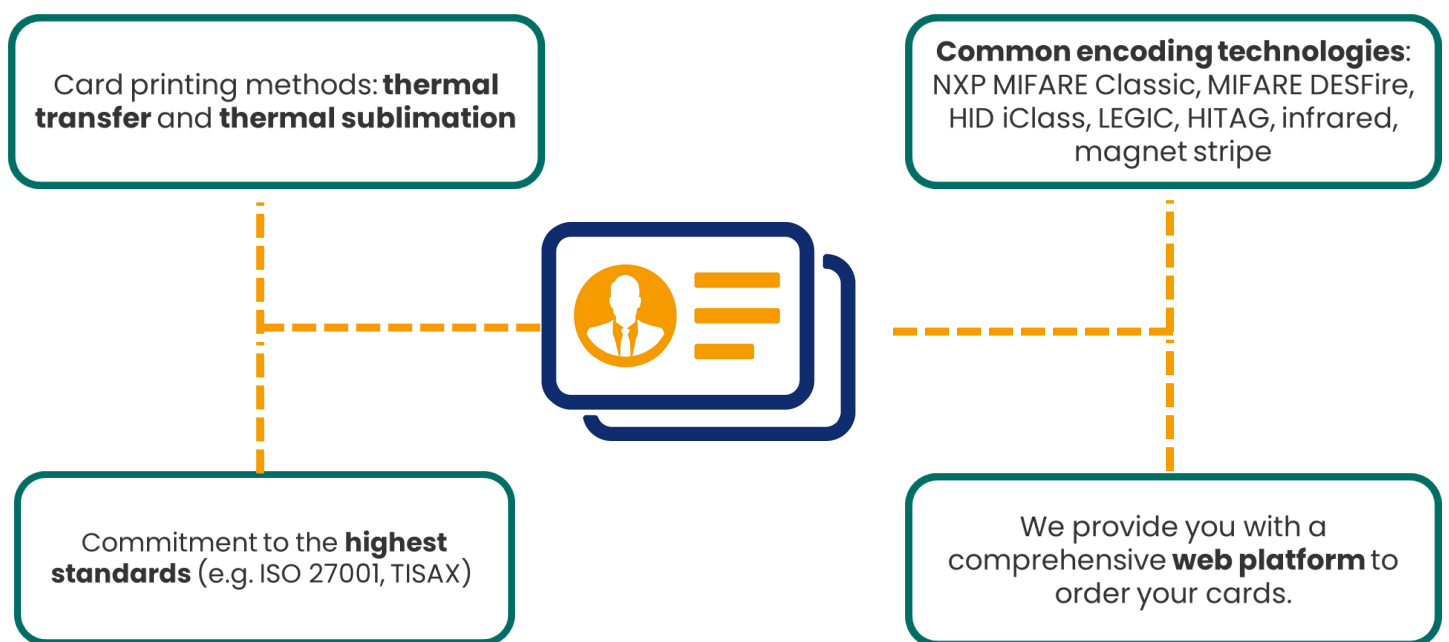 Card printing methods: thermal
transfer and thermal sublimation
Common encoding technologies:
NXP MIFARE Classic, MIFARE DESFire,
HID iClass, LEGIC, HITAG, infrared,
magnet stripe
Commitment to the highest
standards (e.g. ISO 27001, TISAX)
We provide you with a
comprehensive web platform to
order your cards.